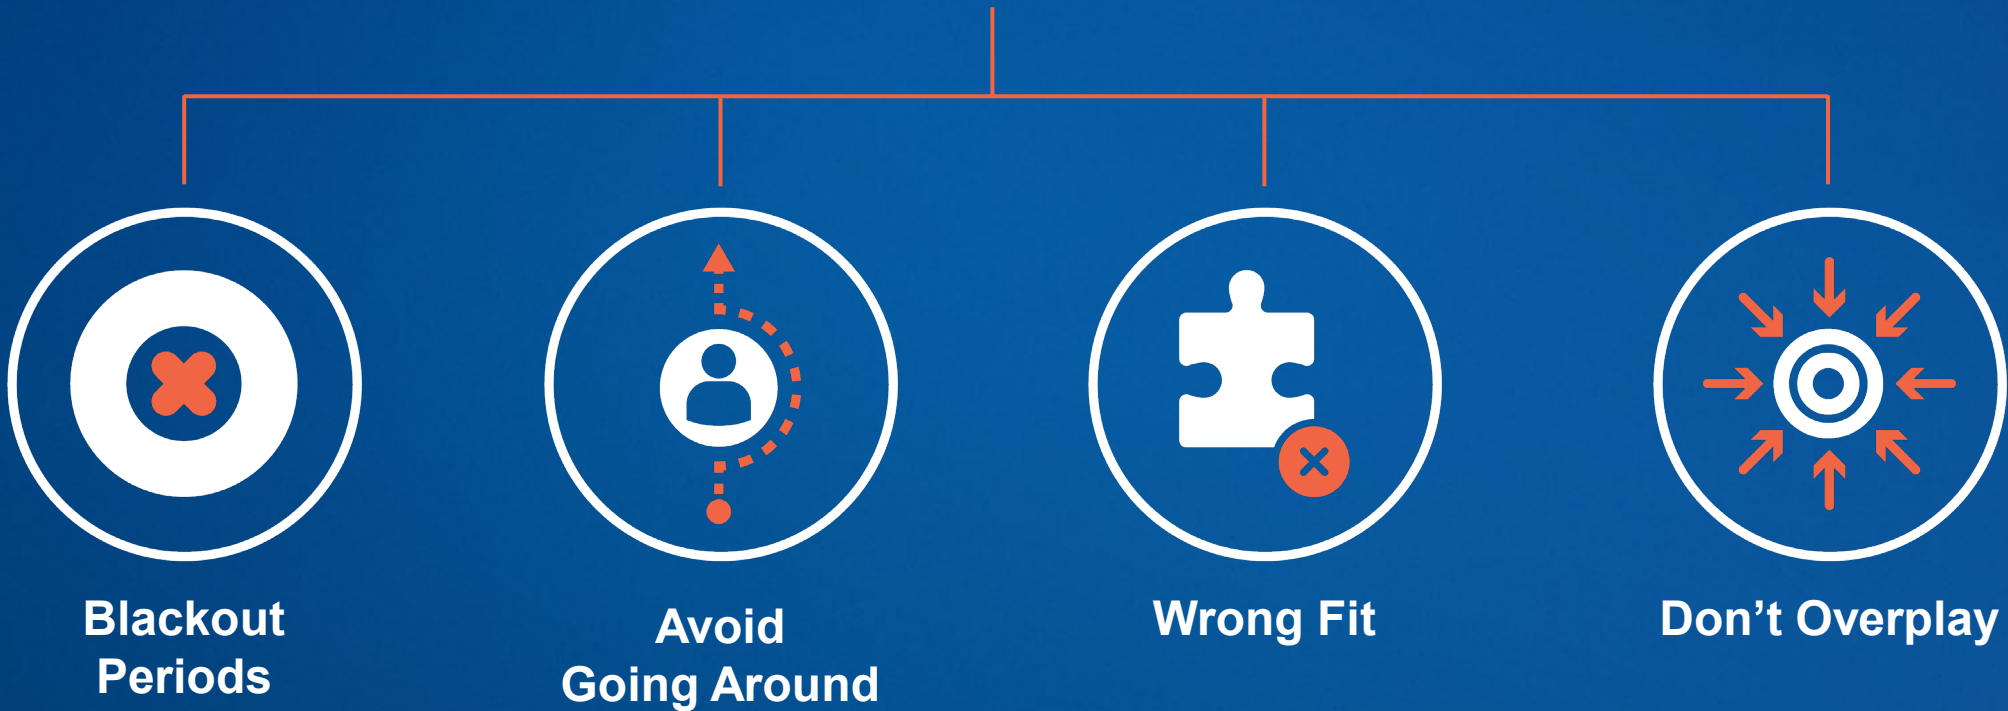 Blackout
Periods
Avoid
Going Around
Wrong Fit
Don’t Overplay